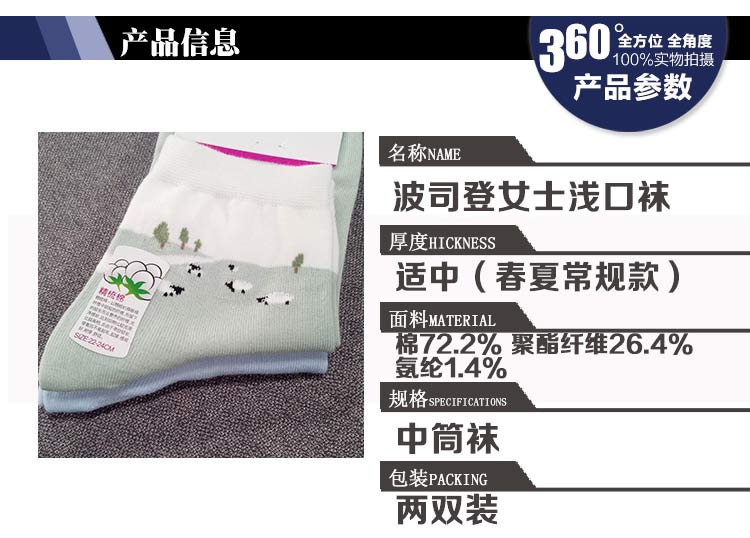 产品信息
360°全方位 全角度
100%实物拍摄
产品参数
名称NAME
波司登女士浅口袜
厚度HICKNESS
适中（春夏常规款）
面料MATERIAL
棉72.2% 聚酯纤维26.4%
氨纶1.4%
规格SPECIFICATIONS
中筒袜
包装PACKING
两双装
精梳棉
SIZE:22-24CM